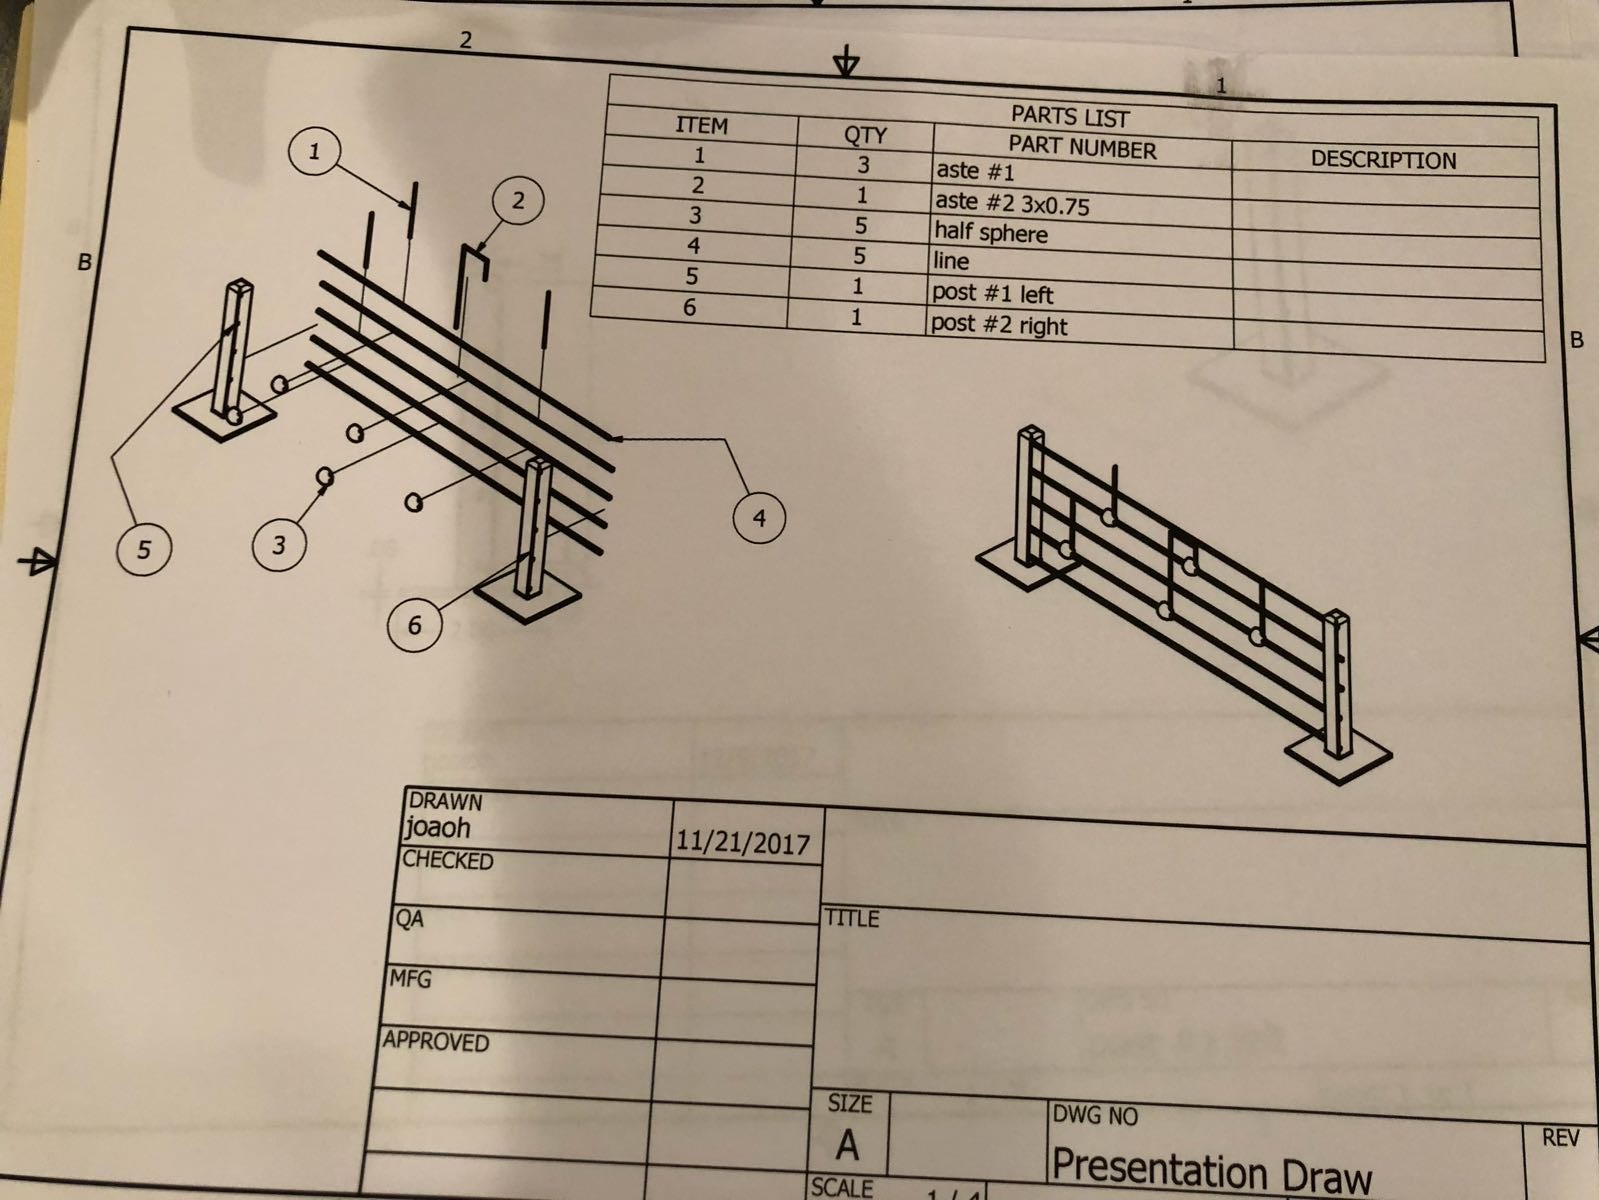 2
1
PARTS LIST
ITEM QTY PART NUMBER DESCRIPTION
1 3 aste #1
2 1 aste #2 3x0.75
3 5 half sphere
4 5 line
5 1 post #1 left
6 1 post #2 right
1
2
B
B
4
5
3
6
DRAWN
joaoh
11/21/2017
CHECKED
QA
TITLE
MFG
APPROVED
SIZE
A
DWG NO
Presentation Draw
REV
SCALE